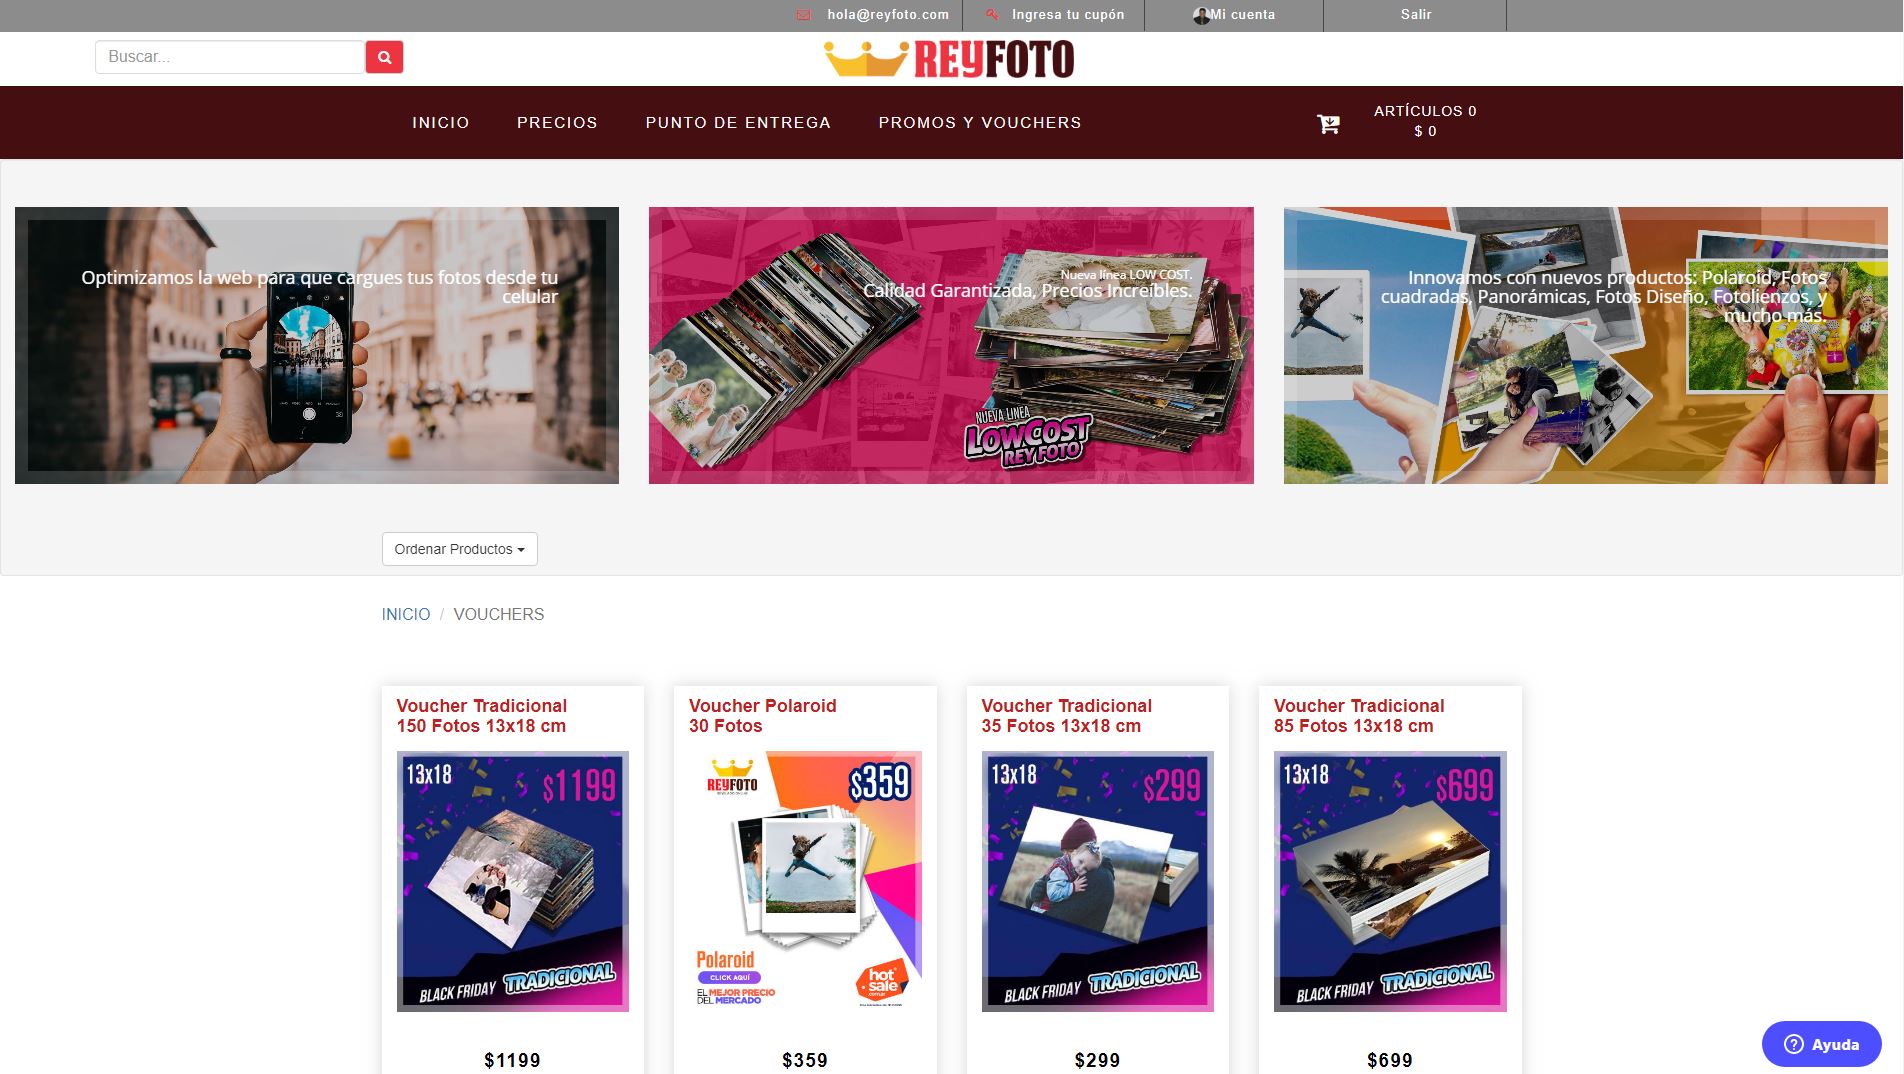 hola@reyfoto.com
Ingresa tu cupón
Mi cuenta
Salir
Buscar...
REYFOTO
INICIO
PRECIOS
PUNTO DE ENTREGA
PROMOS Y VOUCHERS
ARTÍCULOS 0
$ 0
Optimizamos la web para que cargues tus fotos desde tu
celular
Nueva línea LOW COST.
Calidad Garantizada, Precios Increíbles.
NUEVA LINEA
LOWCOST
REY FOTO
Innovamos con nuevos productos: Polaroid, Fotos
cuadradas, Panorámicas, Fotos Diseño, Fotolienzos, y
mucho más.
Ordenar Productos
INICIO / VOUCHERS
Voucher Tradicional
150 Fotos 13x18 cm
13x18
$1199
BLACK FRIDAY TRADICIONAL
$1199
Voucher Polaroid
30 Fotos
REYFOTO
$359
Polaroid
CLICK AQUÍ
EL MEJOR PRECIO
DEL MERCADO
hot
sale
.com.ar
$359
Voucher Tradicional
35 Fotos 13x18 cm
13x18
$299
BLACK FRIDAY TRADICIONAL
$299
Voucher Tradicional
85 Fotos 13x18 cm
13x18
$699
BLACK FRIDAY TRADICIONAL
$699
Ayuda